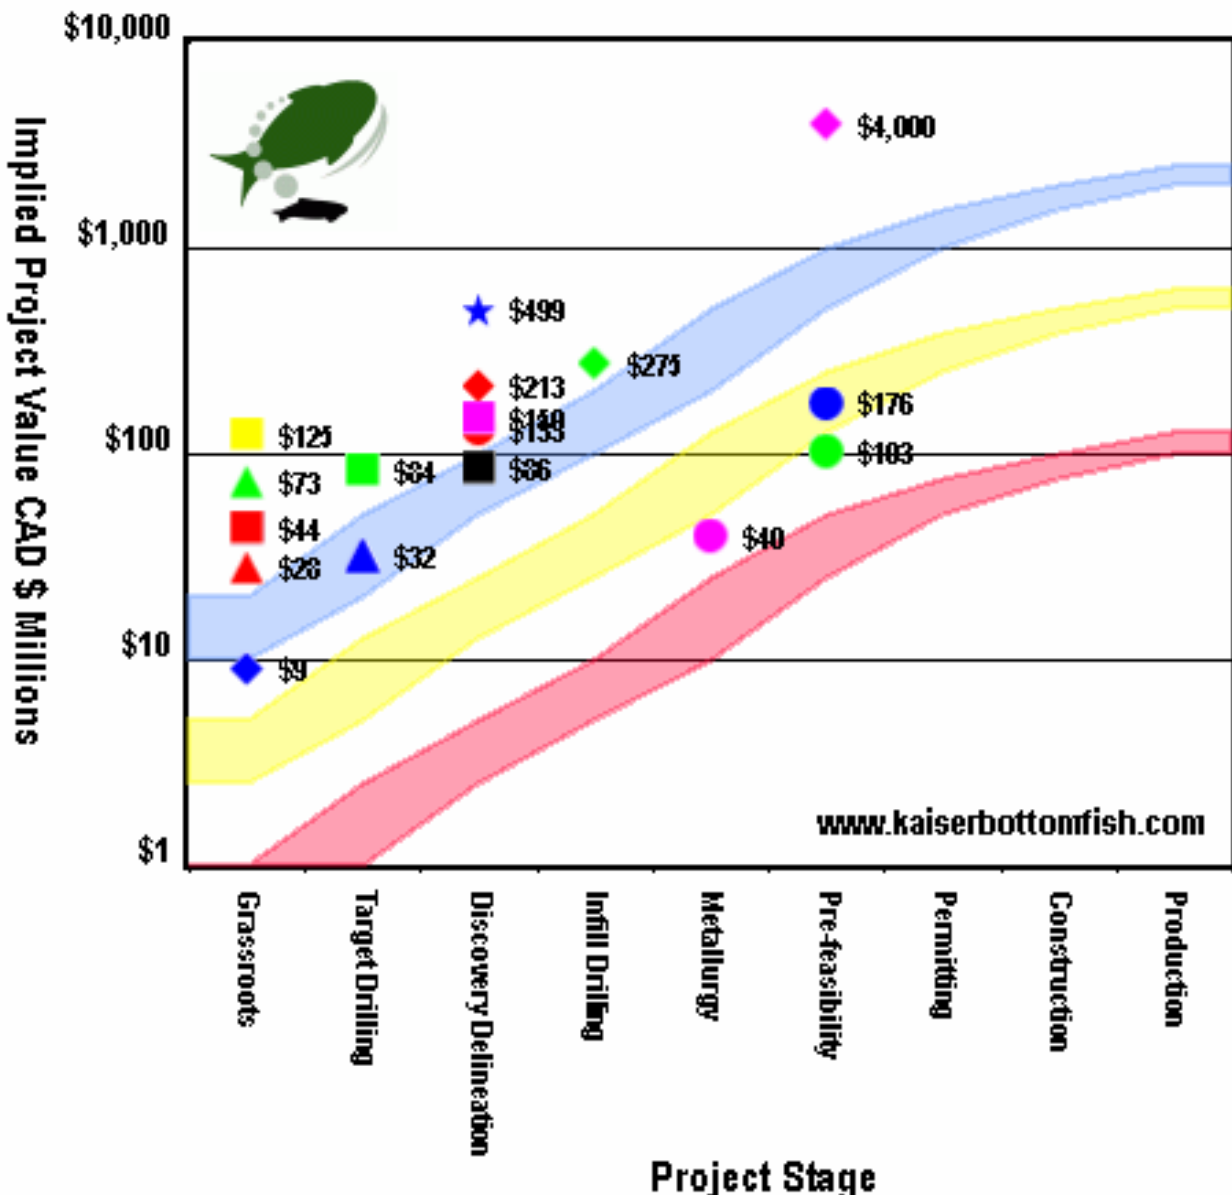 $10,000
$4,000
$1,000
$499
$275
$213
$125
$100
$176
$103
$73
$84
$86
$44
$40
$28
$32
$10
$9
www.kaiserbottomfish.com
$1
Implied Project Value CAD $ Millions
Grassroots
Target Drilling
Discovery Delineation
Infill Drilling
Metallurgy
Pre-feasibility
Permitting
Construction
Production
Project Stage